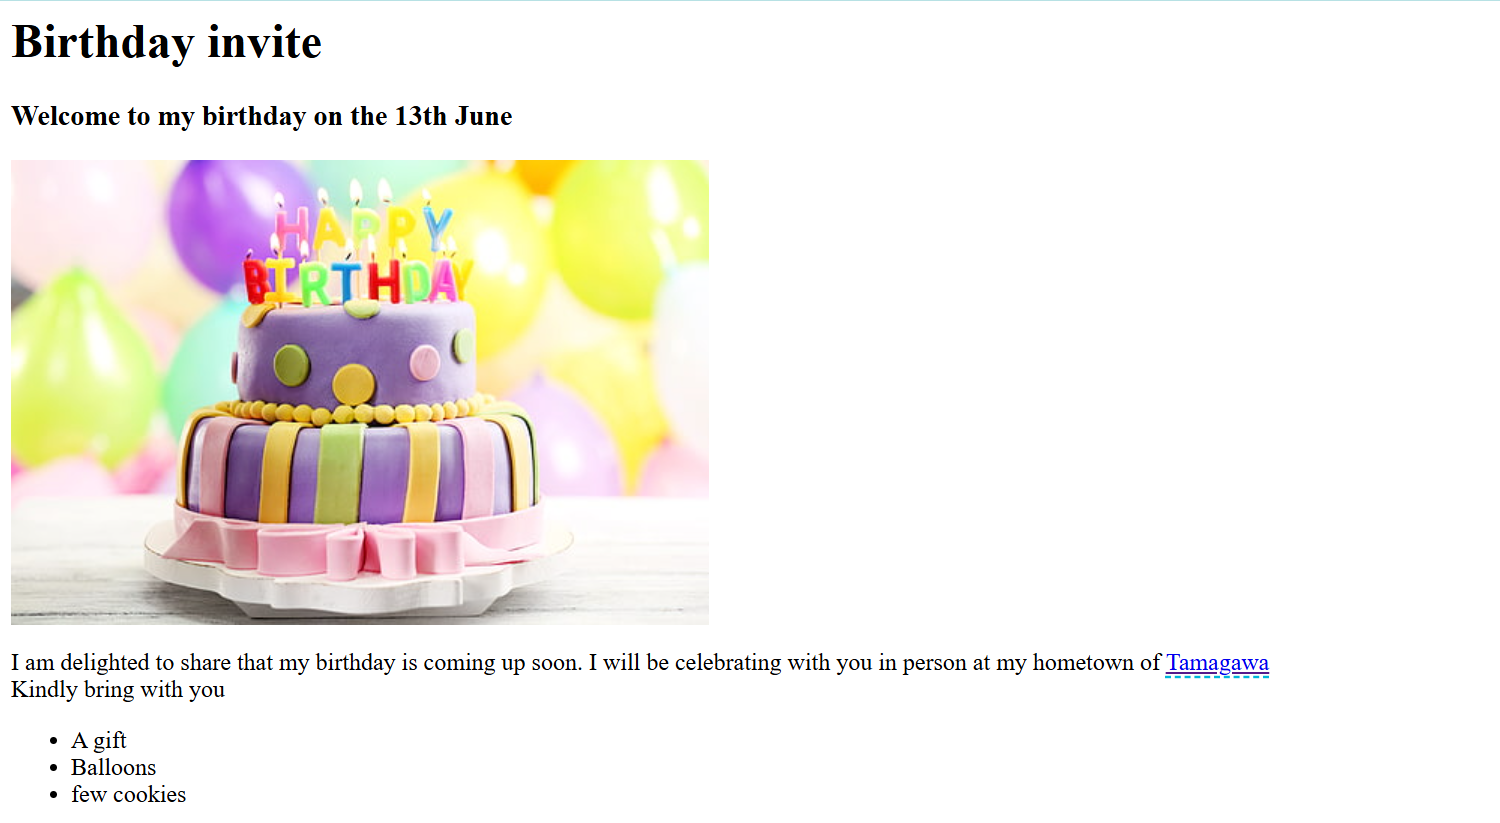 Birthday invite
Welcome to my birthday on the 13th June
HAPPY
BIRTHDAY
I am delighted to share that my birthday is coming up soon. I will be celebrating with you in person at my hometown of Tamagawa
Kindly bring with you
A gift
Balloons
few cookies